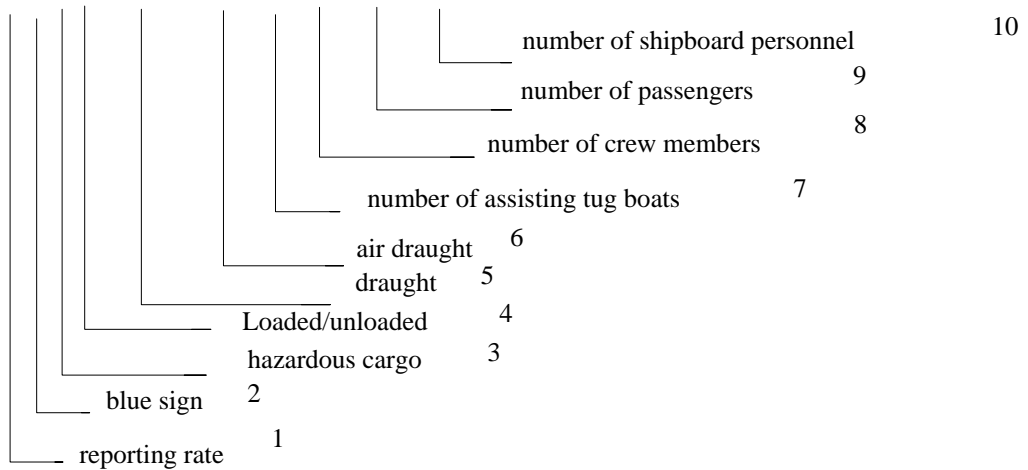 number of shipboard personnel 10
number of passengers 9
number of crew members 8
number of assisting tug boats 7
air draught 6
draught 5
Loaded/unloaded 4
hazardous cargo 3
blue sign 2
reporting rate 1